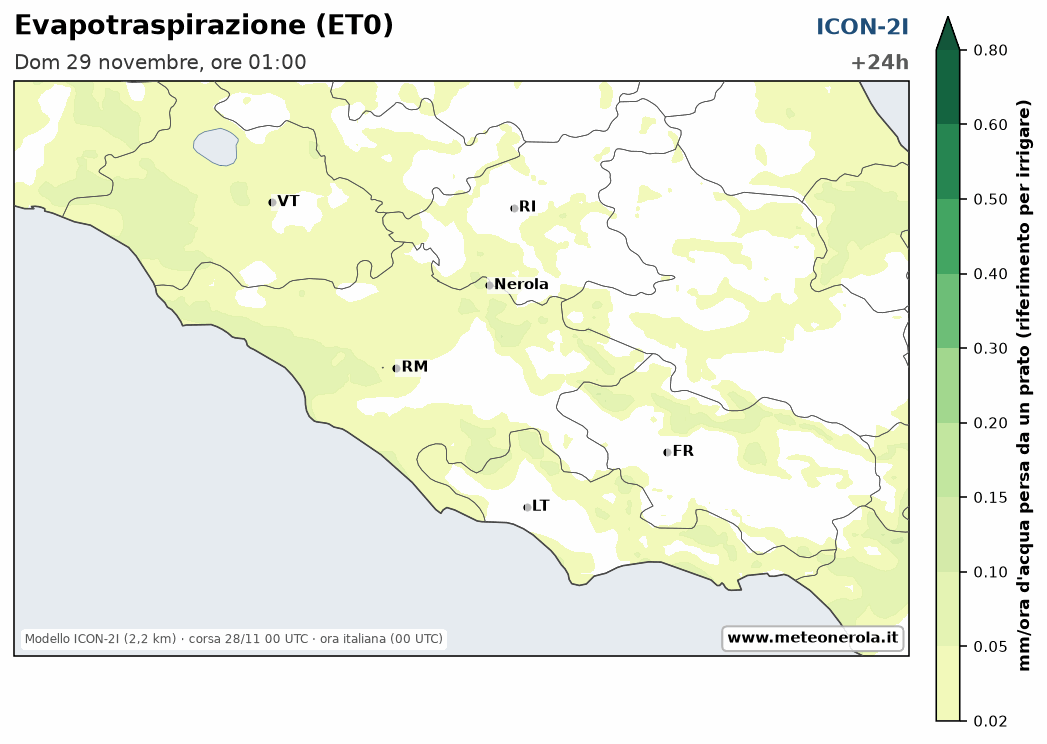 Evapotraspirazione (ET0)
ICON-2I
Dom 29 novembre, ore 01:00
+24h
VT
RI
Nerola
RM
FR
LT
Modello ICON-2I (2,2 km) · corsa 28/11 00 UTC · ora italiana (00 UTC)
www.meteonerola.it
0.80
0.60
0.50
0.40
0.30
0.20
0.15
0.10
0.05
0.02
mm/ora d'acqua persa da un prato (riferimento per irrigare)